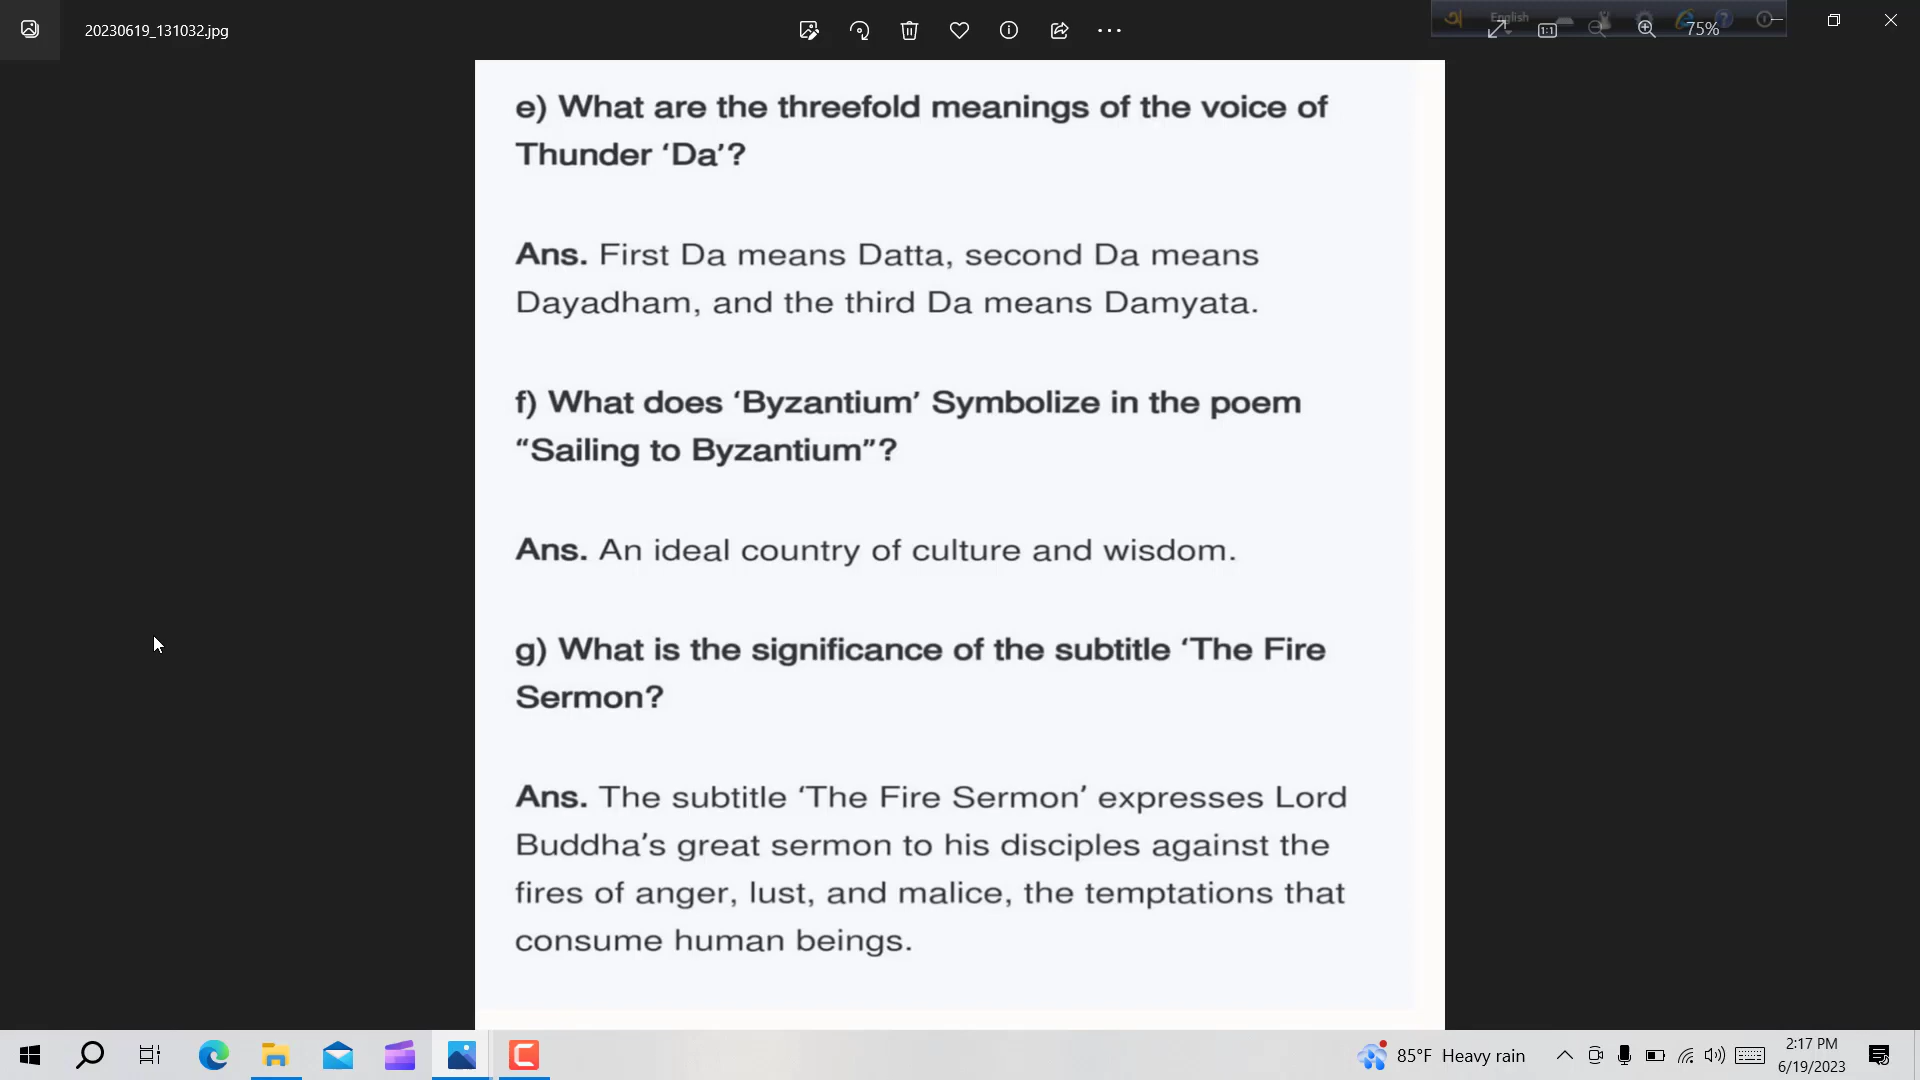 20230619_131032.jpg
English
75%
e) What are the threefold meanings of the voice of
Thunder ‘Da’?
Ans. First Da means Datta, second Da means
Dayadham, and the third Da means Damyata.
f) What does ‘Byzantium’ Symbolize in the poem
“Sailing to Byzantium”?
Ans. An ideal country of culture and wisdom.
g) What is the significance of the subtitle ‘The Fire
Sermon?
Ans. The subtitle ‘The Fire Sermon’ expresses Lord
Buddha’s great sermon to his disciples against the
fires of anger, lust, and malice, the temptations that
consume human beings.
85°F Heavy rain
2:17 PM
6/19/2023